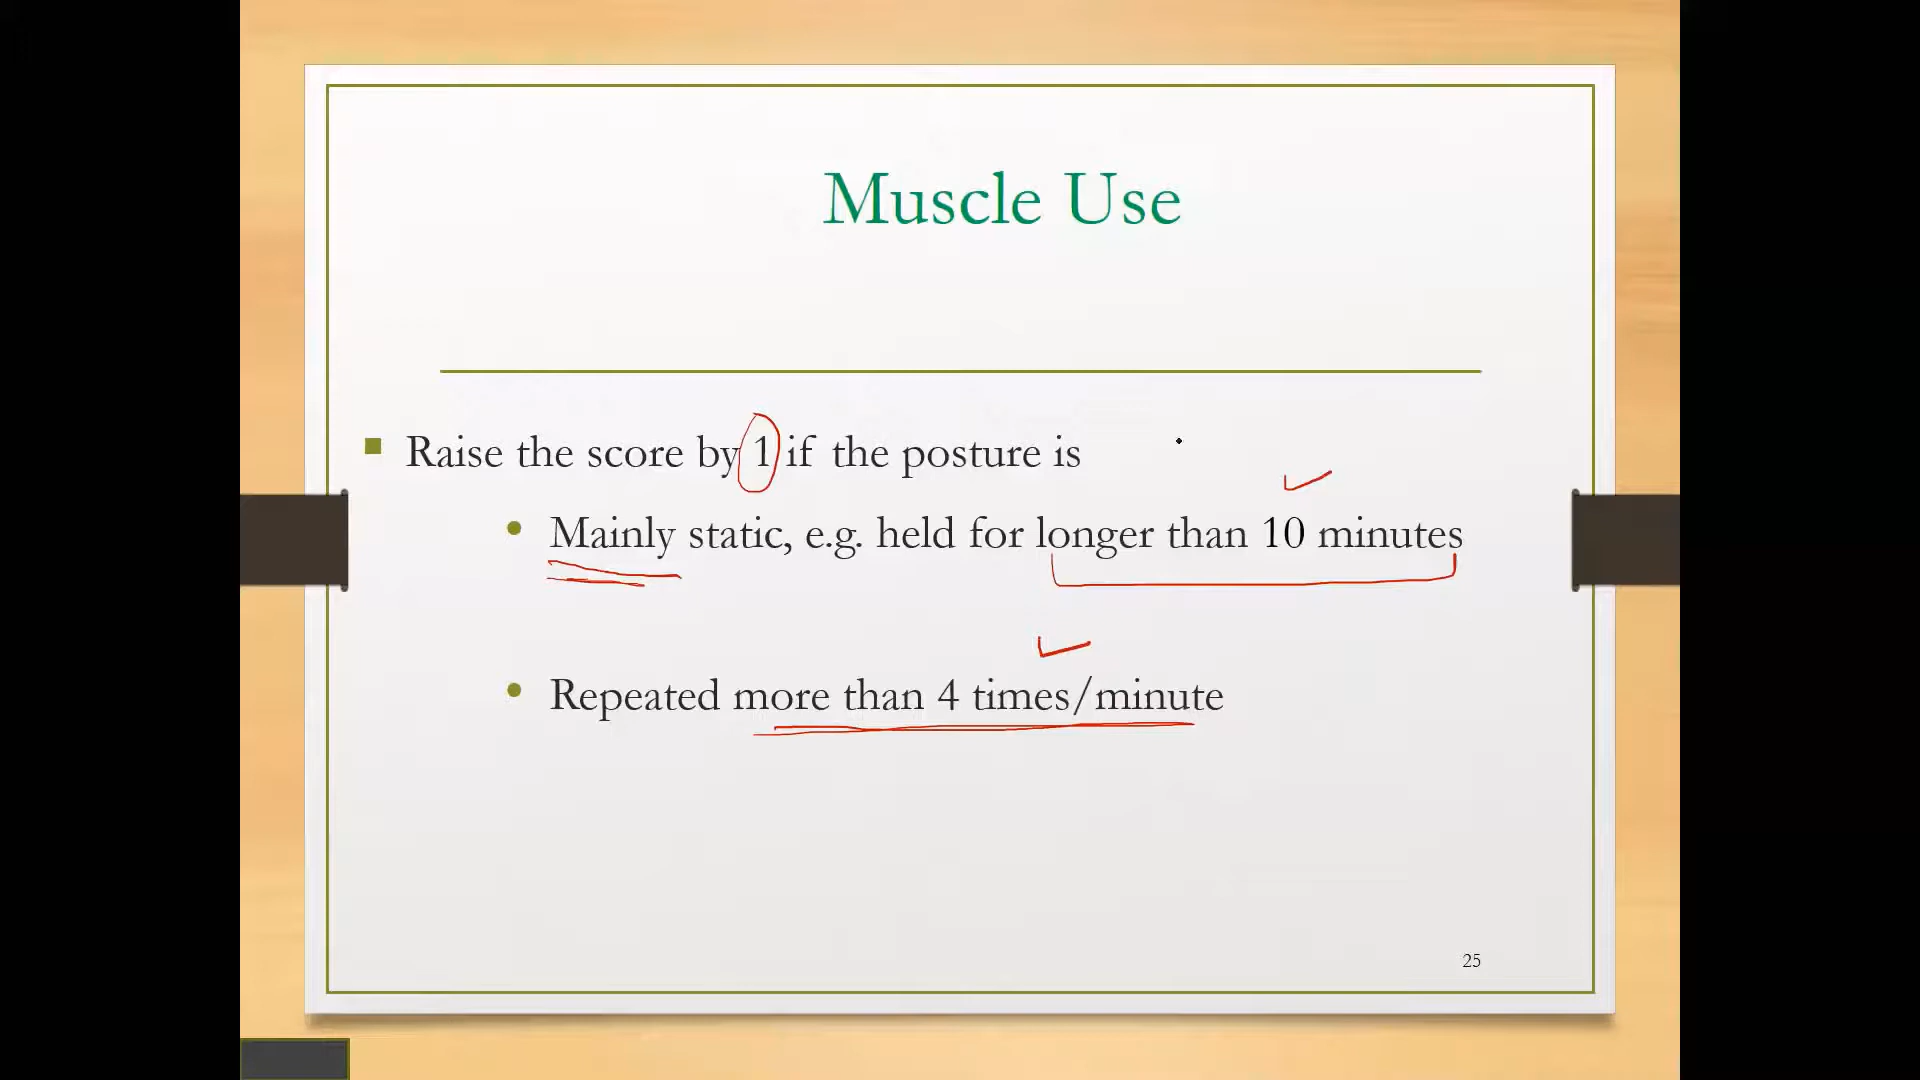 Muscle Use
Raise the score by 1 if the posture is
Mainly static, e.g. held for longer than 10 minutes
Repeated more than 4 times/minute
25